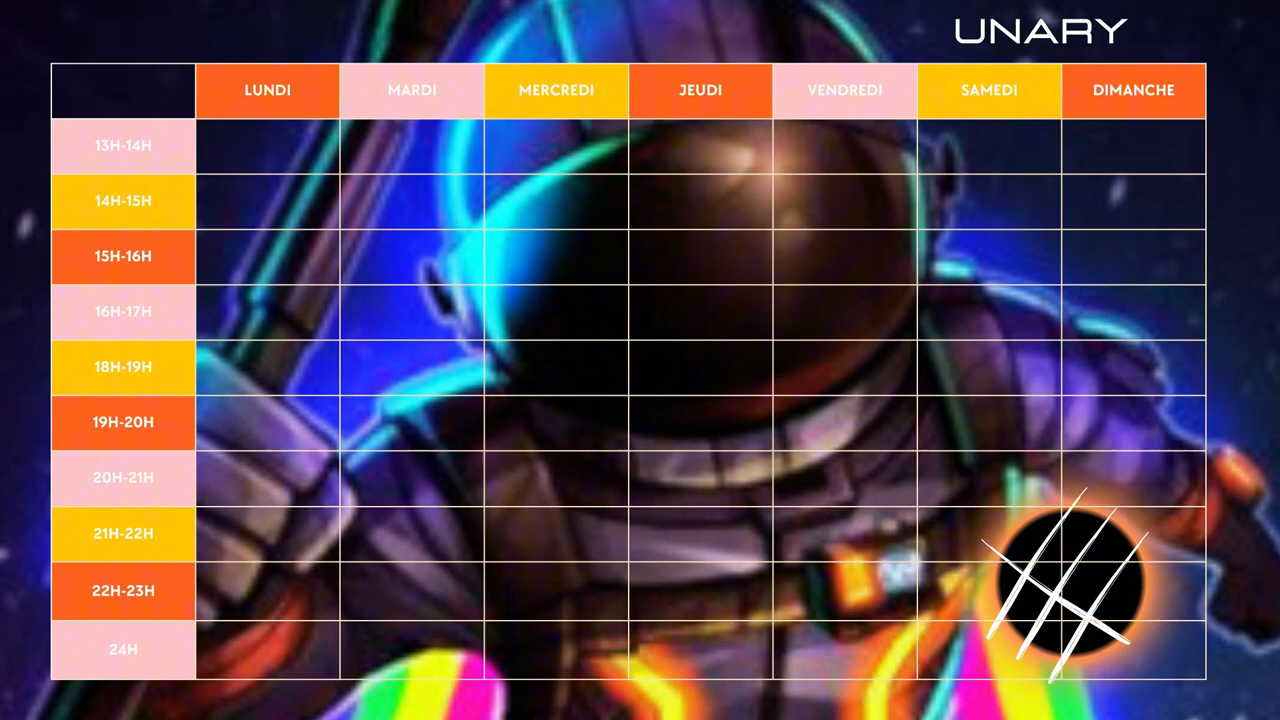 UNARY
LUNDI MARDI MERCREDI JEUDI VENDREDI SAMEDI DIMANCHE
13H-14H
14H-15H
15H-16H
16H-17H
18H-19H
19H-20H
20H-21H
21H-22H
22H-23H
24H